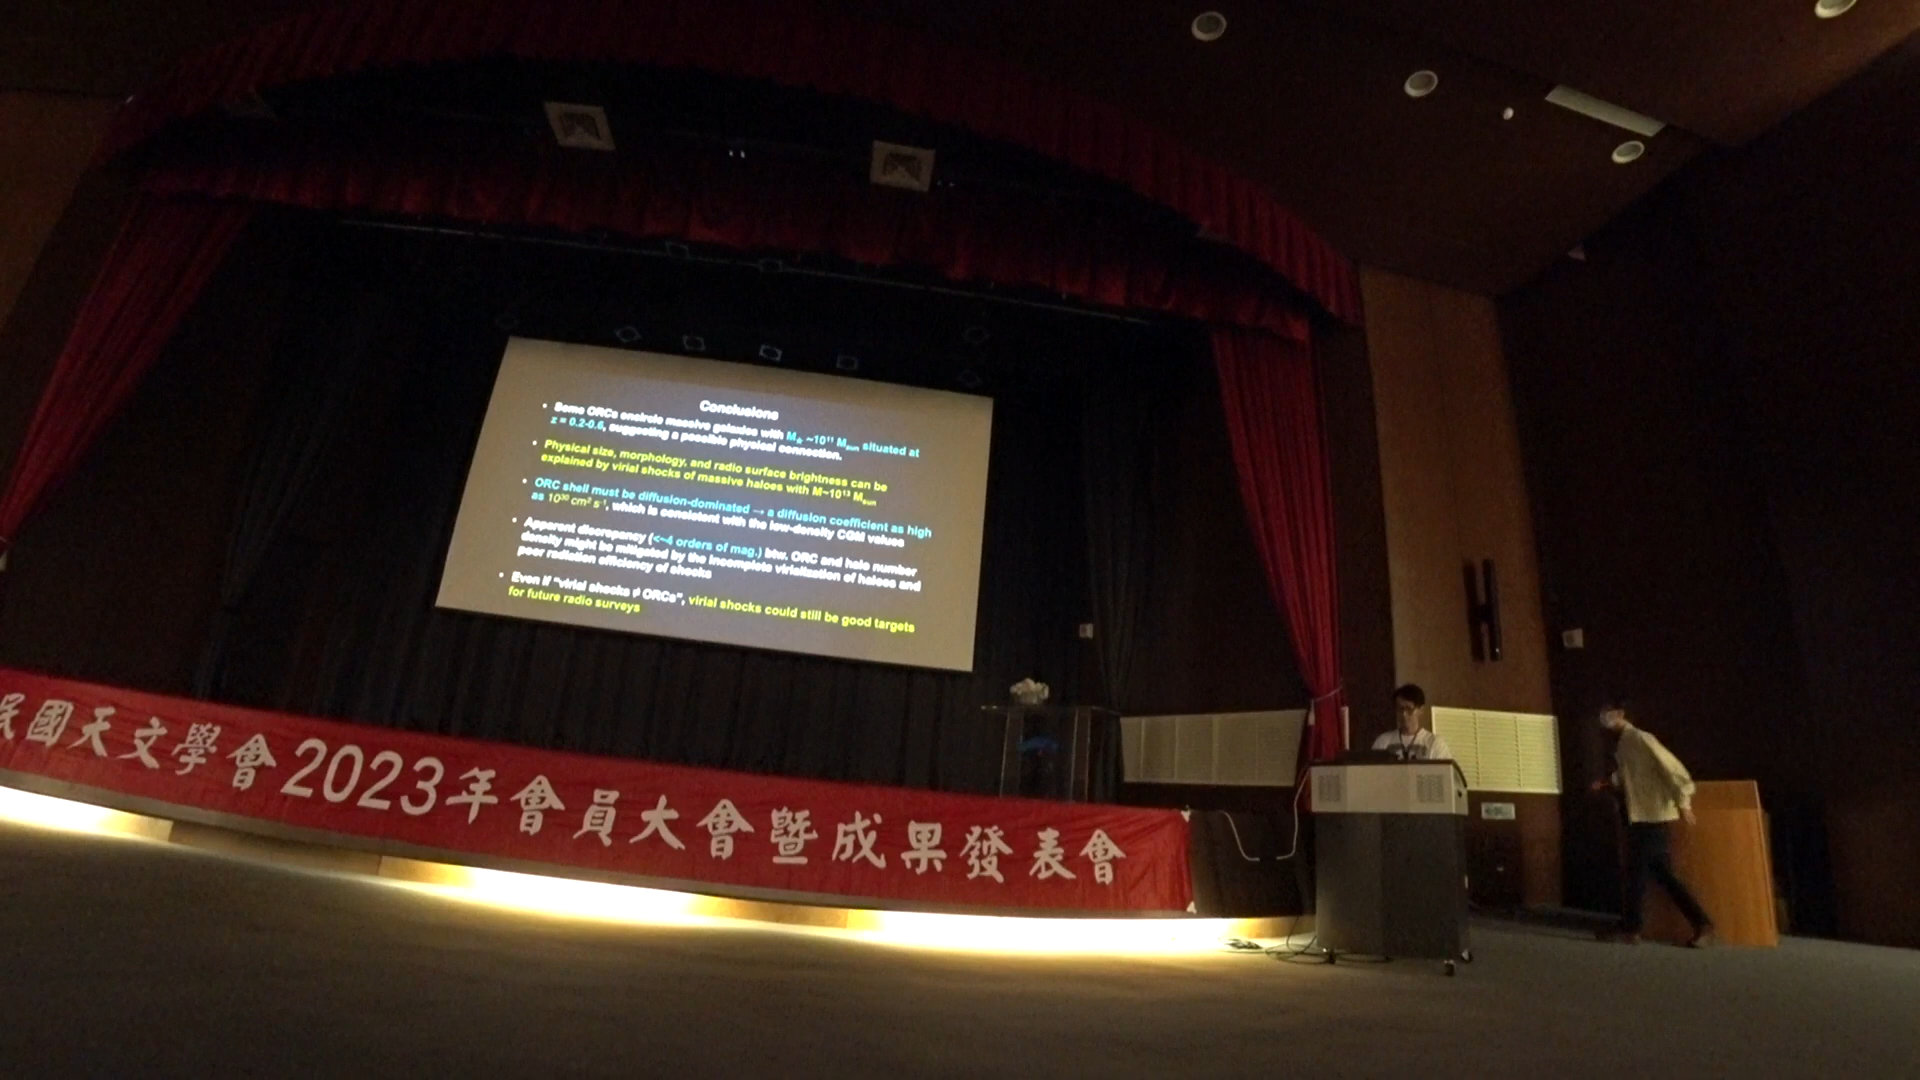 Conclusions
• Some ORCs encircle massive galaxies with M⋆ ~10¹¹ Msun situated at
z = 0.2-0.6, suggesting a possible physical connection.
• Physical size, morphology, and radio surface brightness can be
explained by virial shocks of massive haloes with M~10¹³ Msun
• ORC shell must be diffusion-dominated → a diffusion coefficient as high
as 10³⁰ cm² s⁻¹, which is consistent with the low-density CGM values
• Apparent discrepancy (<~4 orders of mag.) btw. ORC and halo number
density might be mitigated by the incomplete virialization of haloes and
poor radiation efficiency of shocks
• Even if "virial shocks ≠ ORCs", virial shocks could still be good targets
for future radio surveys
民國天文學會2023年會員大會暨成果發表會